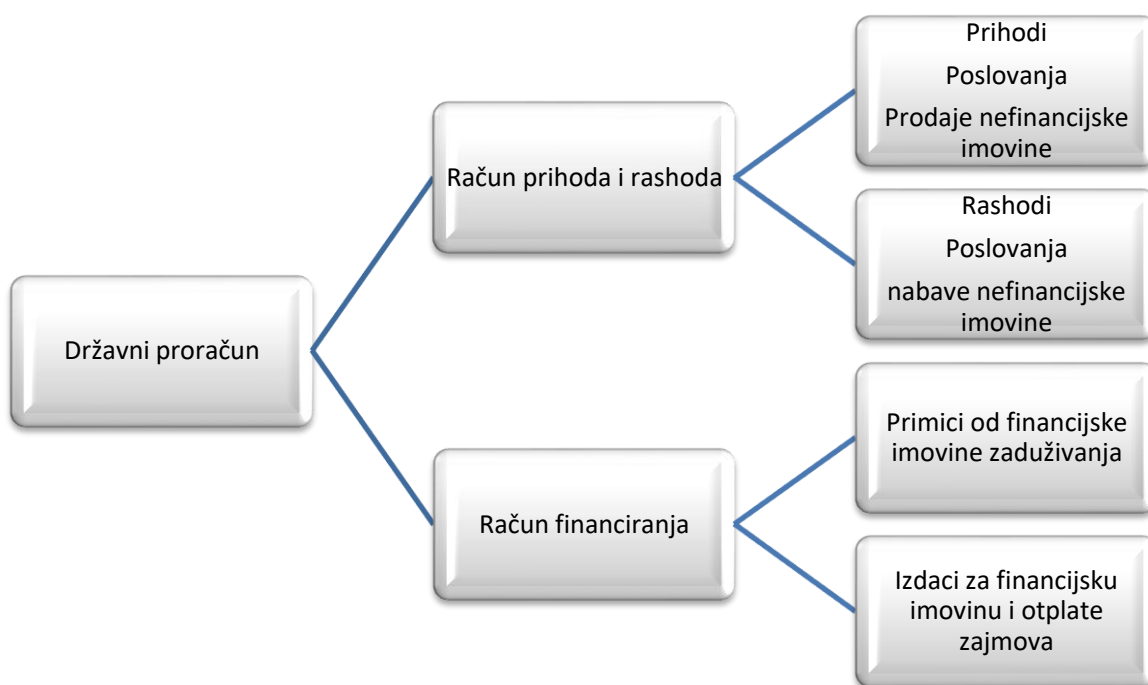 Državni proračun
Račun prihoda i rashoda
Prihodi
Poslovanja
Prodaje nefinancijske
imovine
Rashodi
Poslovanja
nabave nefinancijske
imovine
Račun financiranja
Primici od financijske
imovine zaduživanja
Izdaci za financijsku
imovinu i otplate
zajmova